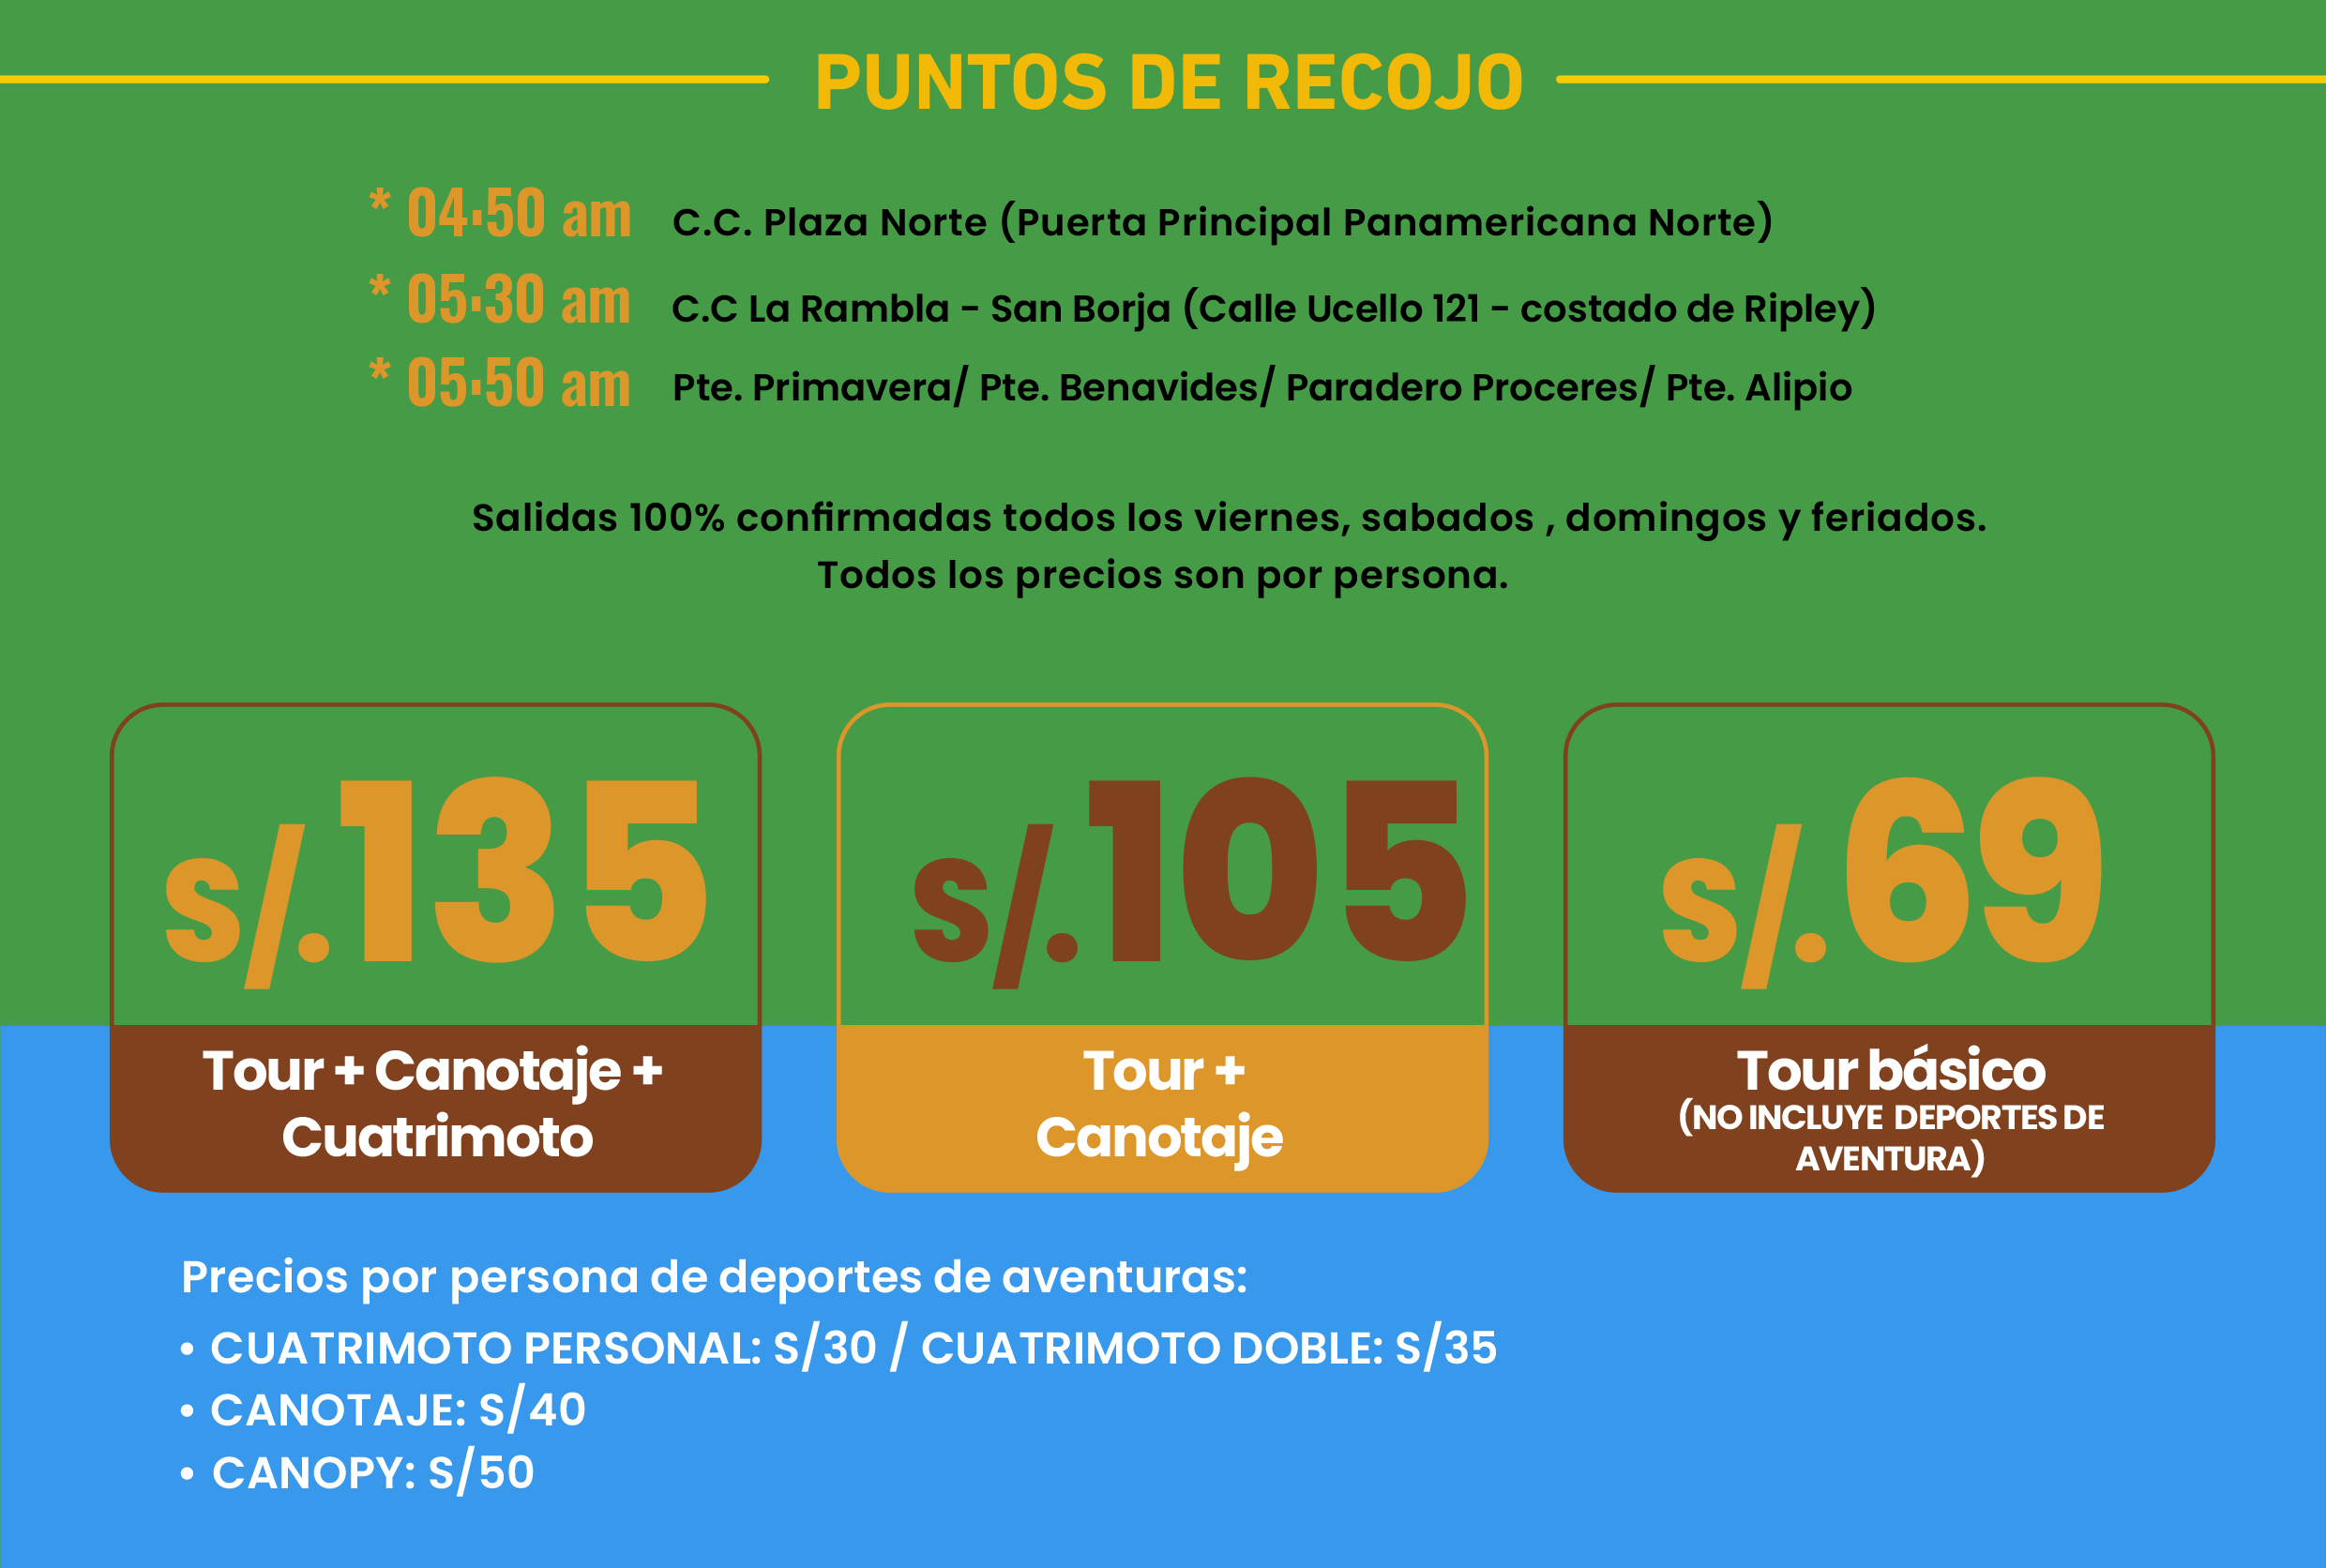 PUNTOS DE RECOJO
* 04:50 am C.C. Plaza Norte (Puerta Principal Panamericana Norte)
* 05:30 am C.C La Rambla - San Borja (Calle Ucello 121 - costado de Ripley)
* 05:50 am Pte. Primavera/ Pte. Benavides/ Paradero Proceres/ Pte. Alipio
Salidas 100% confirmadas todos los viernes, sabados , domingos y feriados.
Todos los precios son por persona.
s/.135
Tour + Canotaje +
Cuatrimoto
s/.105
Tour +
Canotaje
s/.69
Tour básico
(NO INCLUYE DEPORTES DE
AVENTURA)
Precios por persona de deportes de aventuras:
• CUATRIMOTO PERSONAL: S/30 / CUATRIMOTO DOBLE: S/35
• CANOTAJE: S/40
• CANOPY: S/50